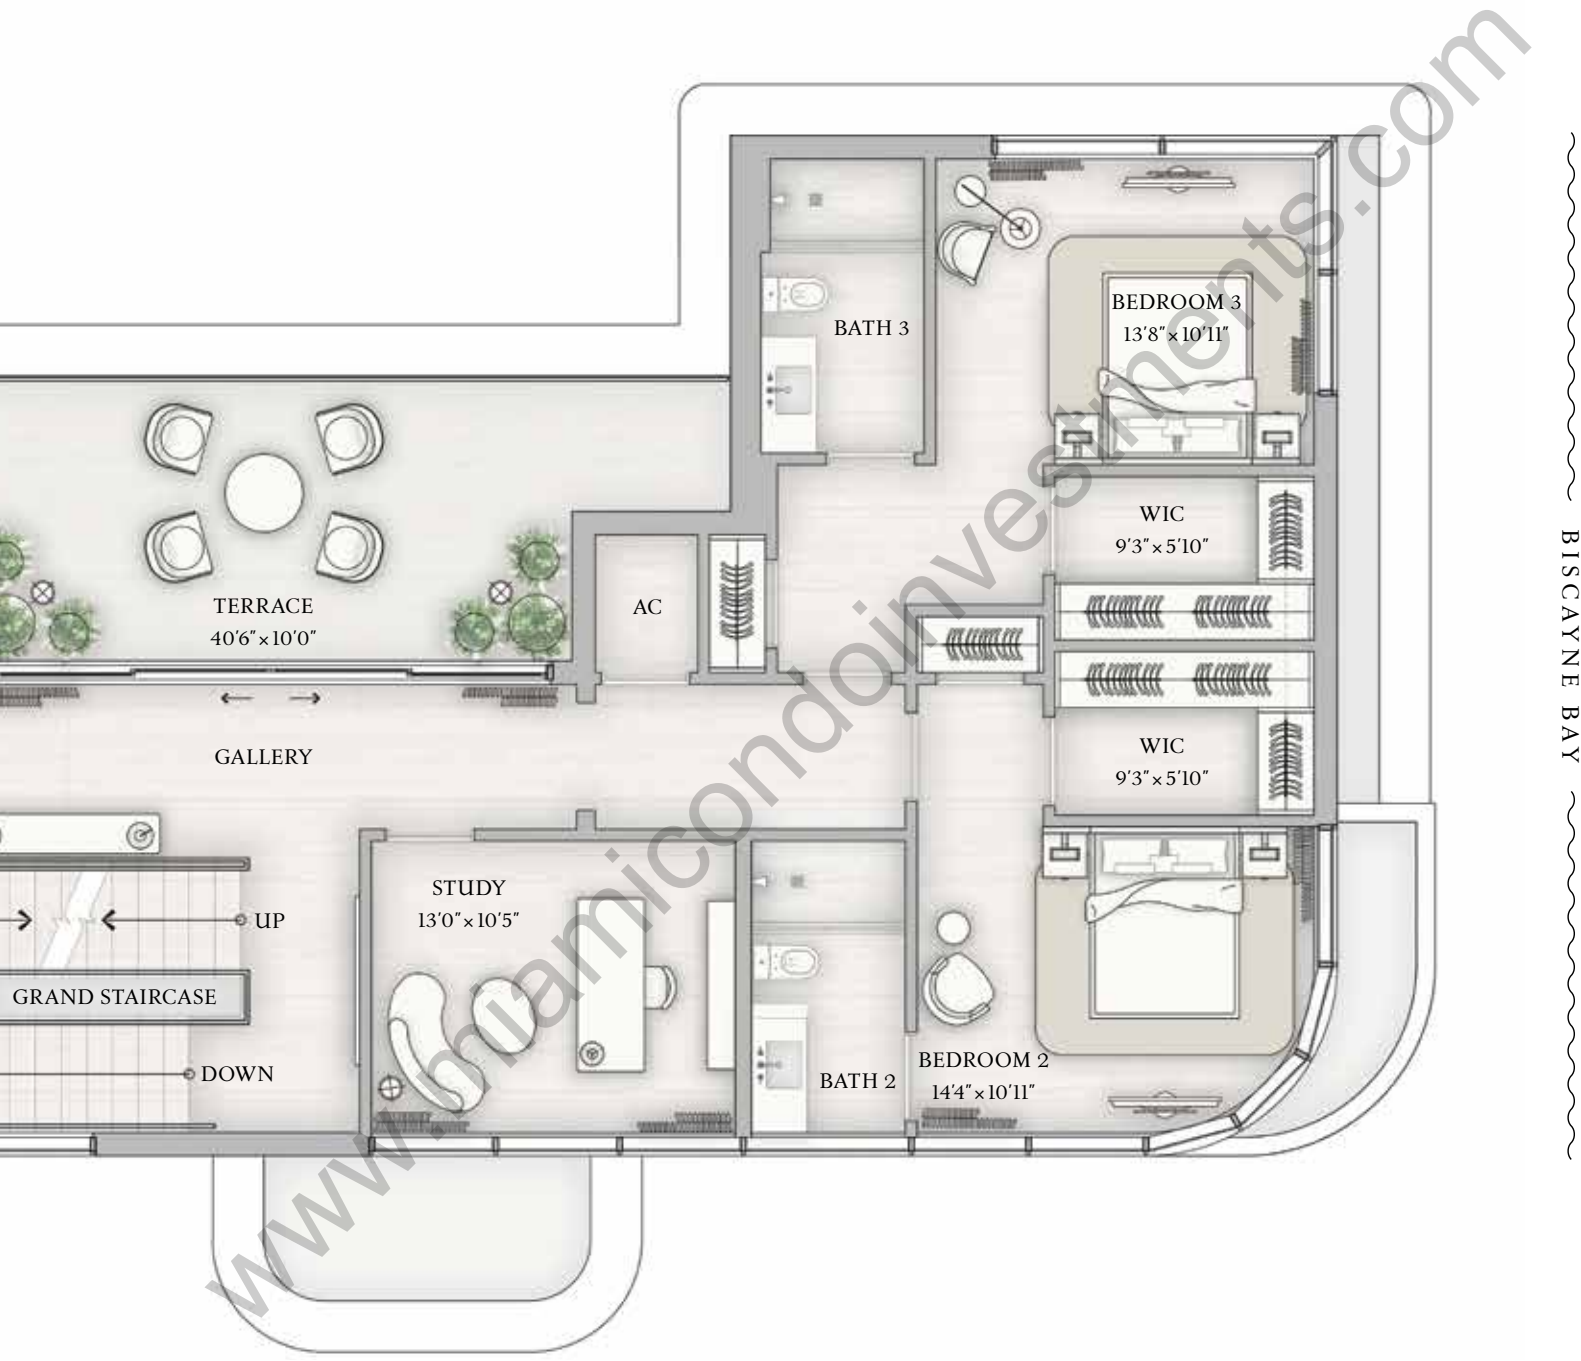 BEDROOM 3
13'8"×10'11"
BATH 3
WIC
9'3"×5'10"
TERRACE
40'6"×10'0"
AC
GALLERY
WIC
9'3"×5'10"
STUDY
13'0"×10'5"
UP
GRAND STAIRCASE
DOWN
BATH 2
BEDROOM 2
14'4"×10'11"
BISCAYNE BAY
www.miamicondoinvestments.com